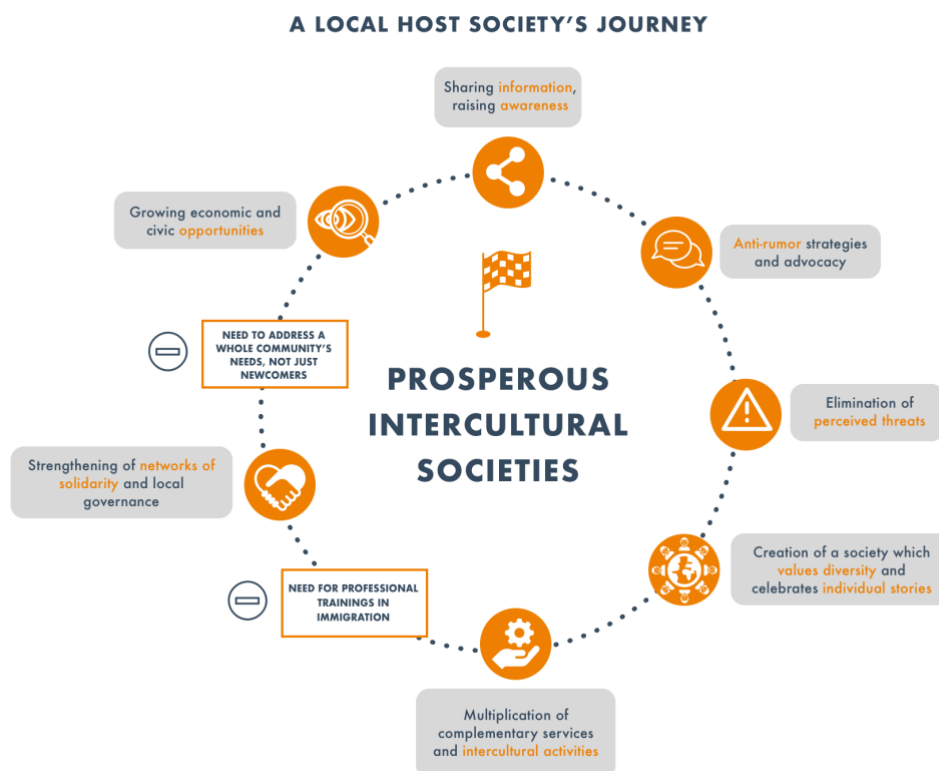 A LOCAL HOST SOCIETY'S JOURNEY
Sharing information,
raising awareness
Growing economic and
civic opportunities
Anti-rumor strategies
and advocacy
NEED TO ADDRESS A
WHOLE COMMUNITY'S
NEEDS, NOT JUST
NEWCOMERS
PROSPEROUS
INTERCULTURAL
SOCIETIES
Elimination of
perceived threats
Strengthening of networks of
solidarity and local
governance
Creation of a society which
values diversity and
celebrates individual stories
NEED FOR PROFESSIONAL
TRAININGS IN
IMMIGRATION
Multiplication of
complementary services
and intercultural activities